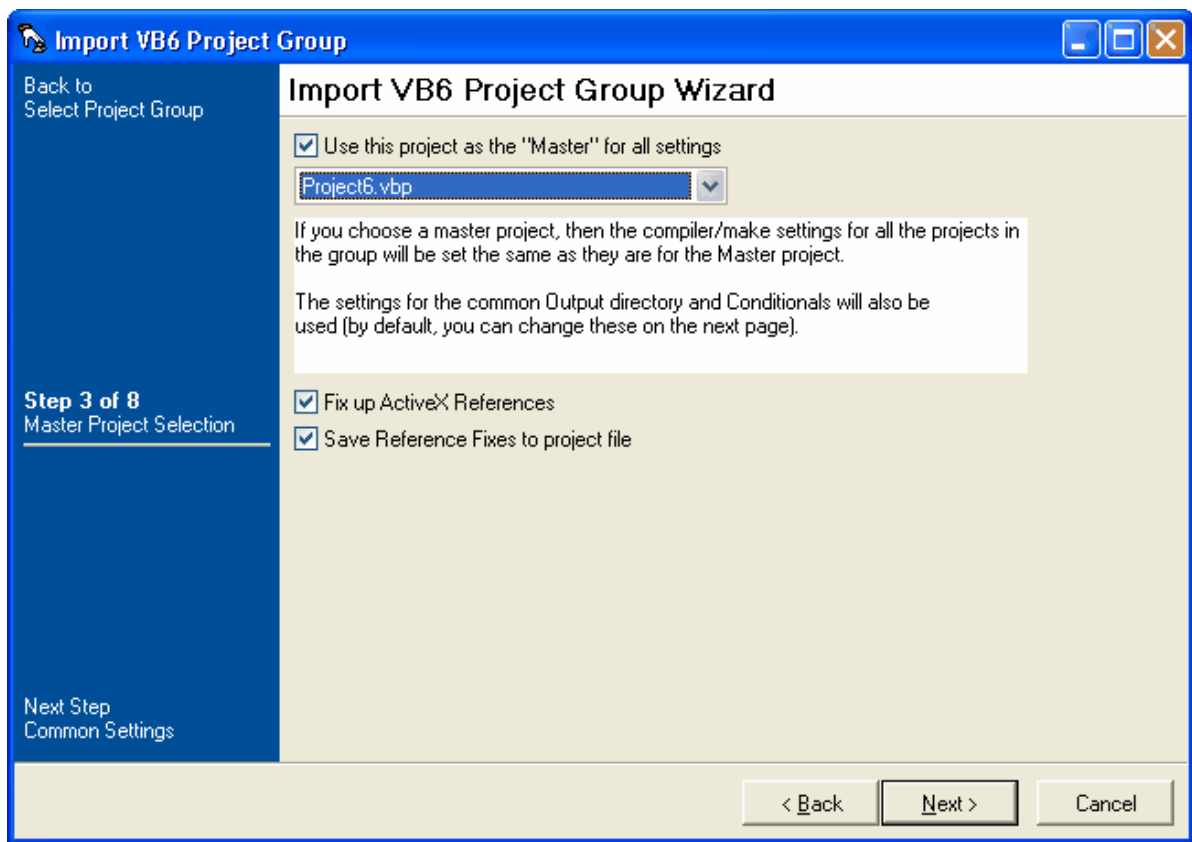 Import VB6 Project Group
Back to
Select Project Group
Import VB6 Project Group Wizard
Use this project as the "Master" for all settings
Project6.vbp
If you choose a master project, then the compiler/make settings for all the projects in
the group will be set the same as they are for the Master project.
The settings for the common Output directory and Conditionals will also be
used (by default, you can change these on the next page).
Step 3 of 8
Master Project Selection
Fix up ActiveX References
Save Reference Fixes to project file
Next Step
Common Settings
< Back
Next >
Cancel